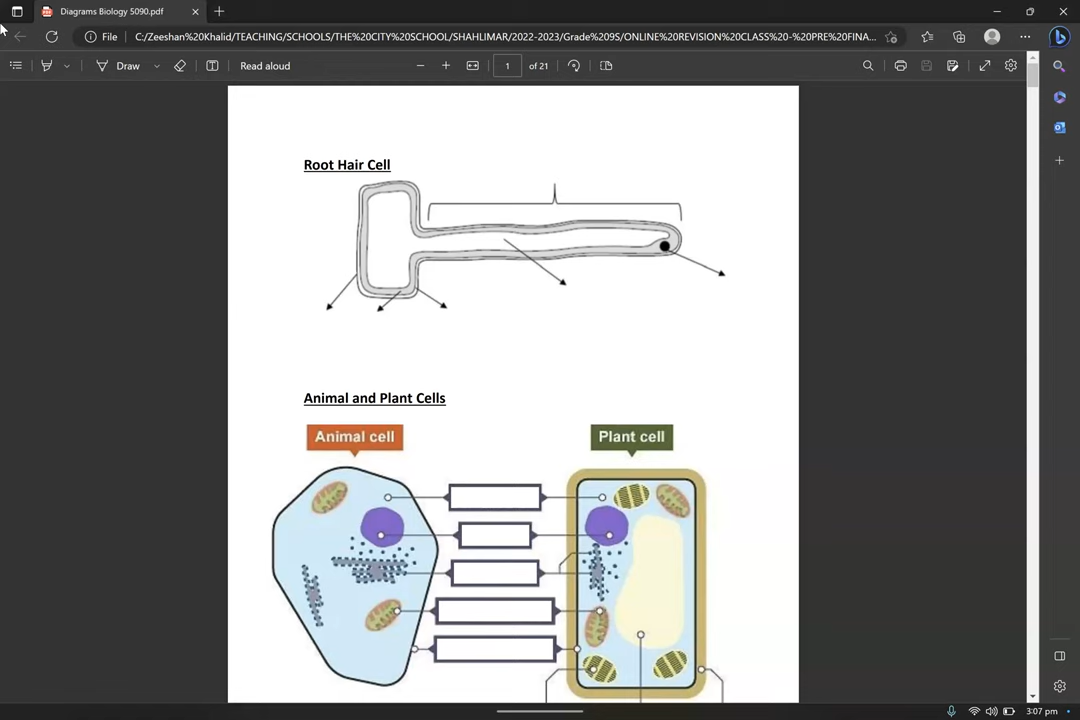 Diagrams Biology 5090.pdf
File
C:/Zeeshan%20Khalid/TEACHING/SCHOOLS/THE%20CITY%20SCHOOL/SHAHLIMAR/2022-2023/Grade%209S/ONLINE%20REVISION%20CLASS%20-%20PRE%20FINA...
Draw
Read aloud
1
of 21
Root Hair Cell
Animal and Plant Cells
Animal cell
Plant cell
3:07 pm